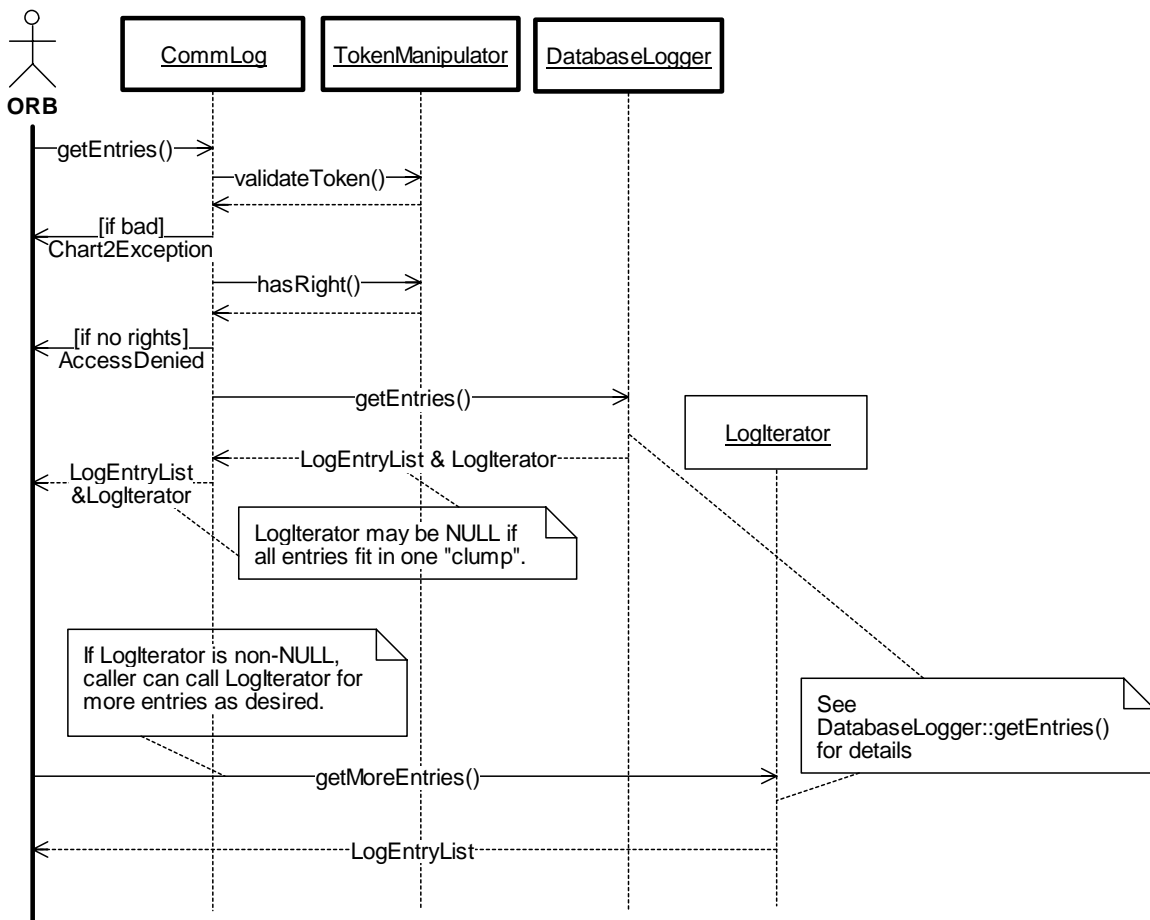 CommLog
TokenManipulator
DatabaseLogger
ORB
getEntries()
validateToken()
[if bad]
Chart2Exception
hasRight()
[if no rights]
AccessDenied
getEntries()
LogIterator
LogEntryList & LogIterator
LogEntryList
&LogIterator
LogIterator may be NULL if
all entries fit in one "clump".
If LogIterator is non-NULL,
caller can call LogIterator for
more entries as desired.
See
DatabaseLogger::getEntries()
for details
getMoreEntries()
LogEntryList